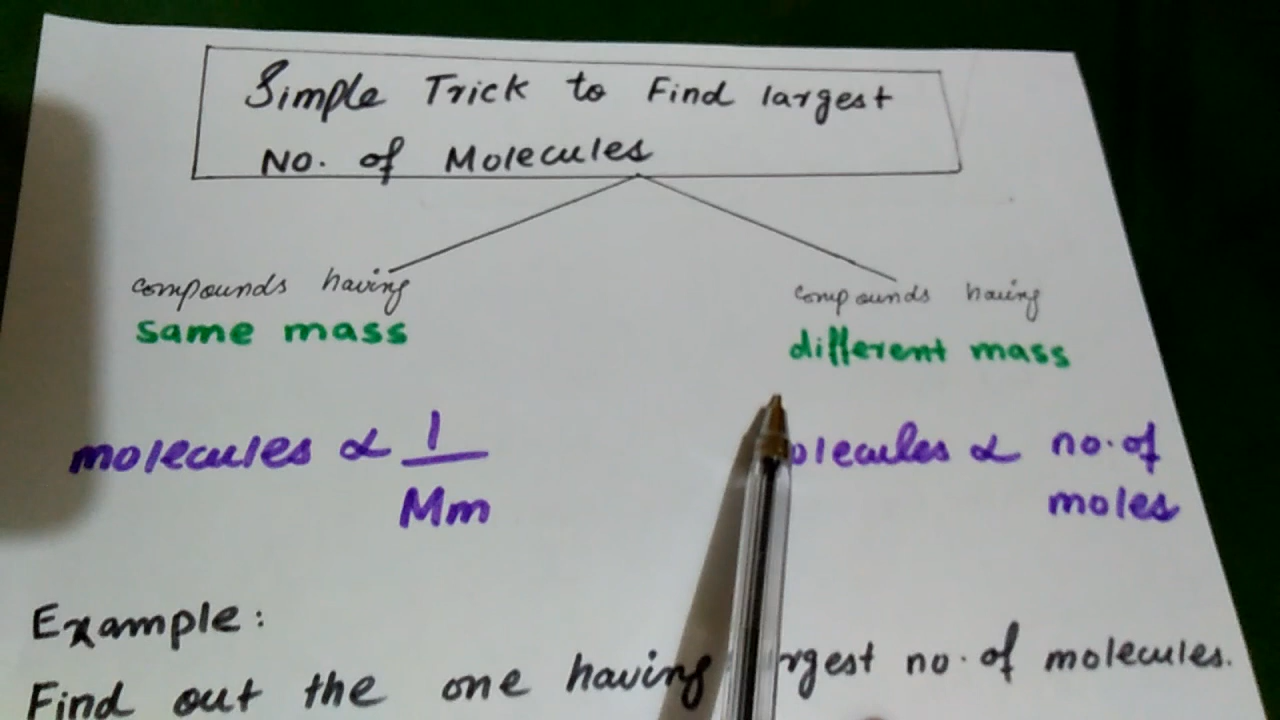 Simple Trick to Find largest
No. of Molecules
compounds having
same mass
compounds having
different mass
molecules ∝ 1
Mm
olecules ∝ no. of
moles
Example:
Find out the one having rgest no. of molecules.